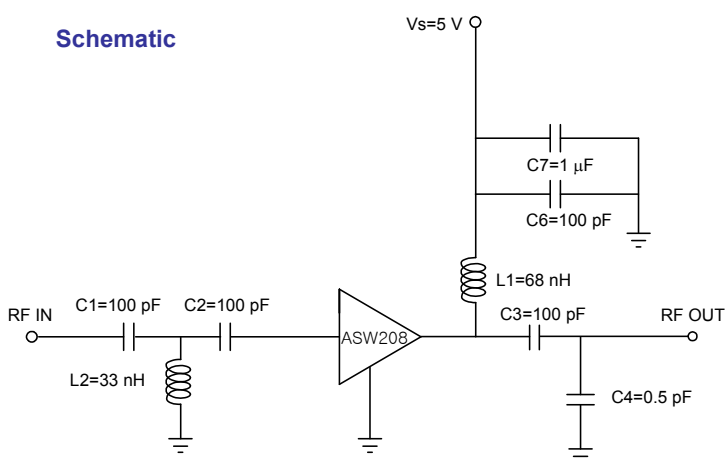 Schematic
Vs=5 V
C7=1 μF
C6=100 pF
L1=68 nH
RF IN
C1=100 pF
C2=100 pF
ASW208
C3=100 pF
RF OUT
L2=33 nH
C4=0.5 pF